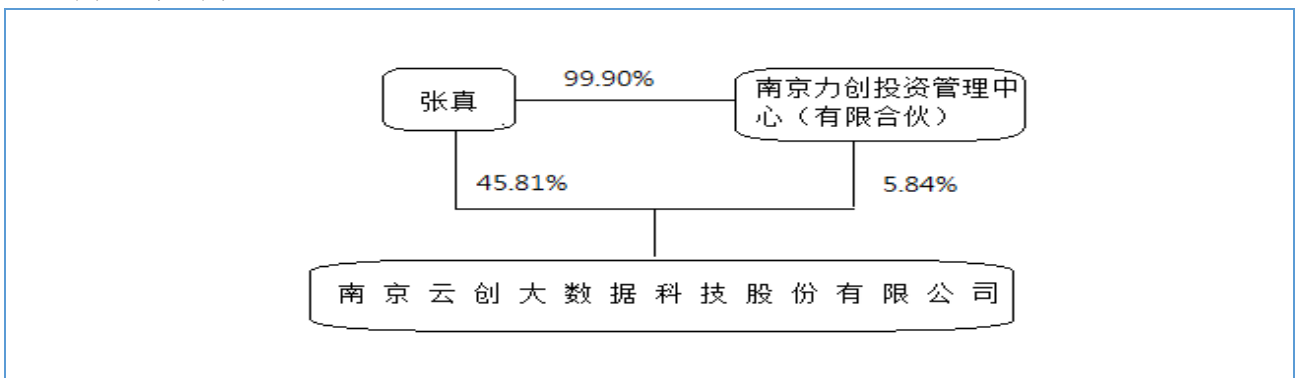 张真
99.90%
南京力创投资管理中
心（有限合伙）
45.81%
5.84%
南京云创大数据科技股份有限公司